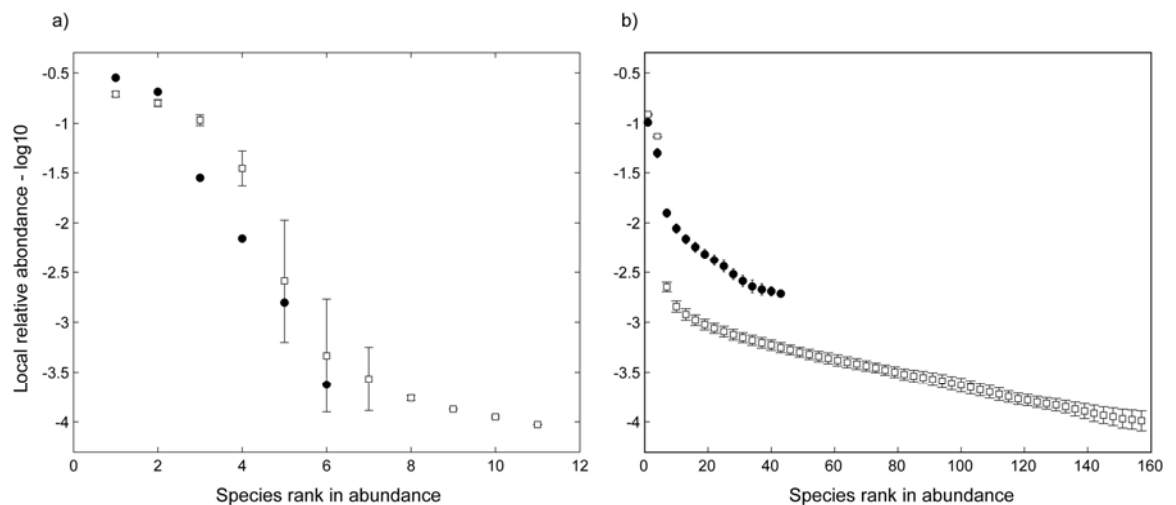 a)
Local relative abondance - log10
-0.5
-1
-1.5
-2
-2.5
-3
-3.5
-4
0 2 4 6 8 10 12
Species rank in abundance
b)
-0.5
-1
-1.5
-2
-2.5
-3
-3.5
-4
0 20 40 60 80 100 120 140 160
Species rank in abundance